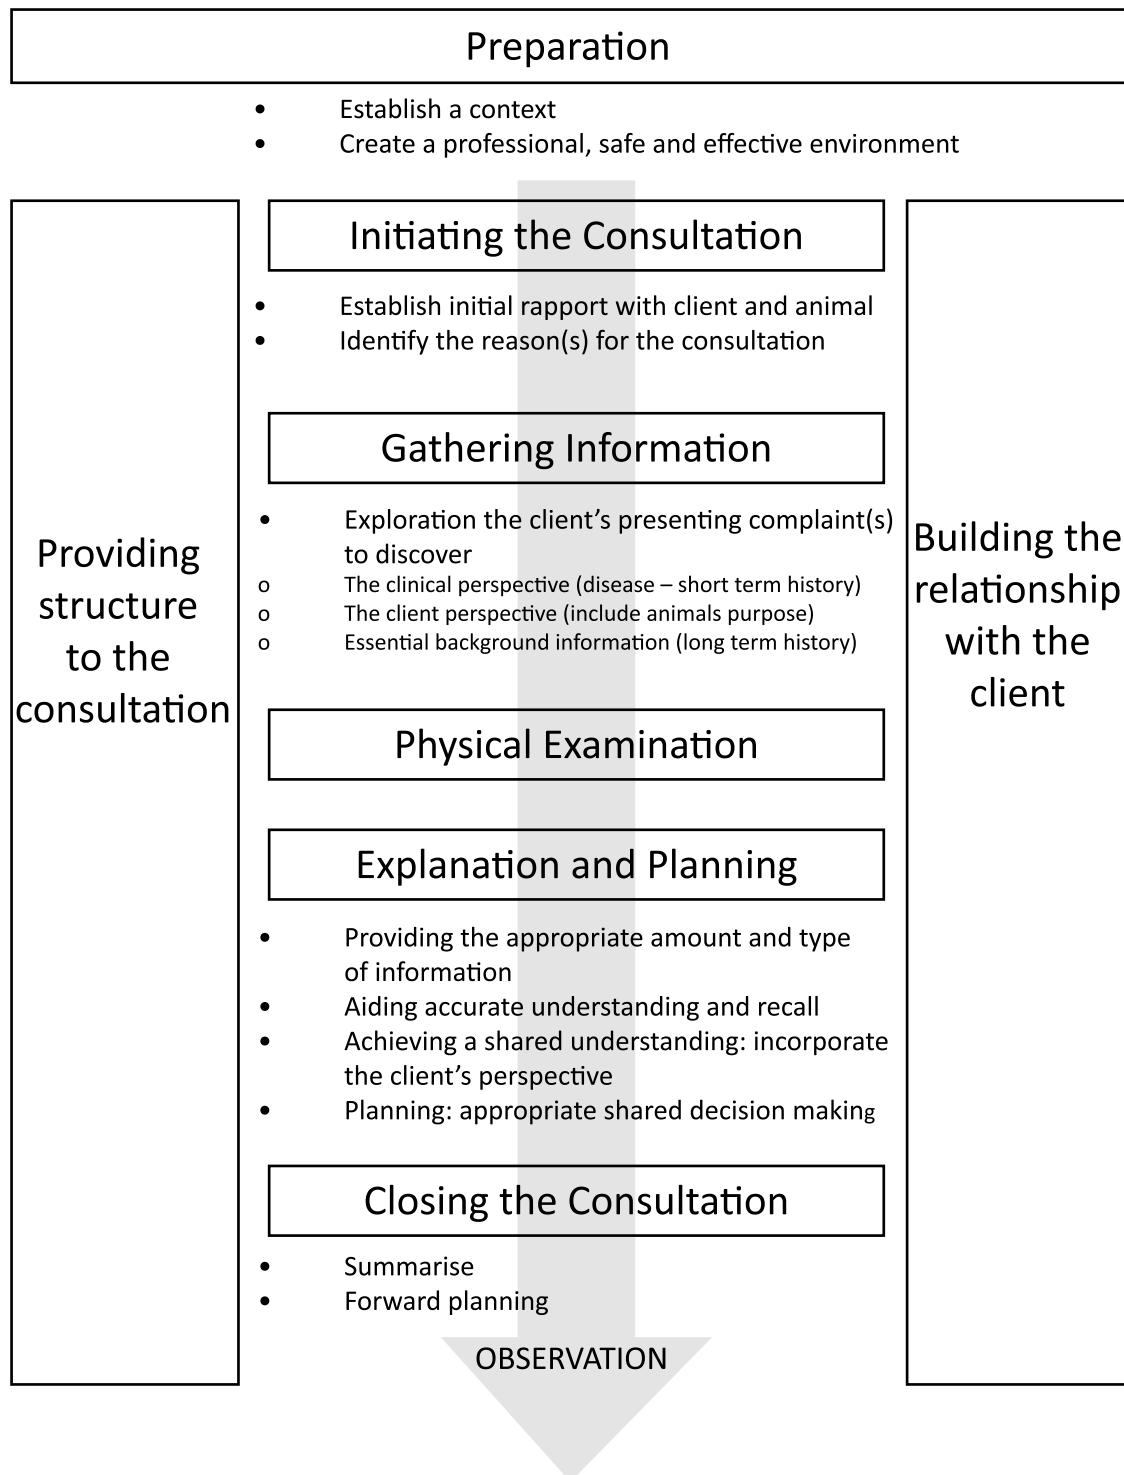 Preparation
• Establish a context
• Create a professional, safe and effective environment
Initiating the Consultation
• Establish initial rapport with client and animal
• Identify the reason(s) for the consultation
Gathering Information
• Exploration the client's presenting complaint(s)
to discover
o The clinical perspective (disease – short term history)
o The client perspective (include animals purpose)
o Essential background information (long term history)
Providing
structure
to the
consultation
Building the
relationship
with the
client
Physical Examination
Explanation and Planning
• Providing the appropriate amount and type
of information
• Aiding accurate understanding and recall
• Achieving a shared understanding: incorporate
the client's perspective
• Planning: appropriate shared decision making
Closing the Consultation
• Summarise
• Forward planning
OBSERVATION